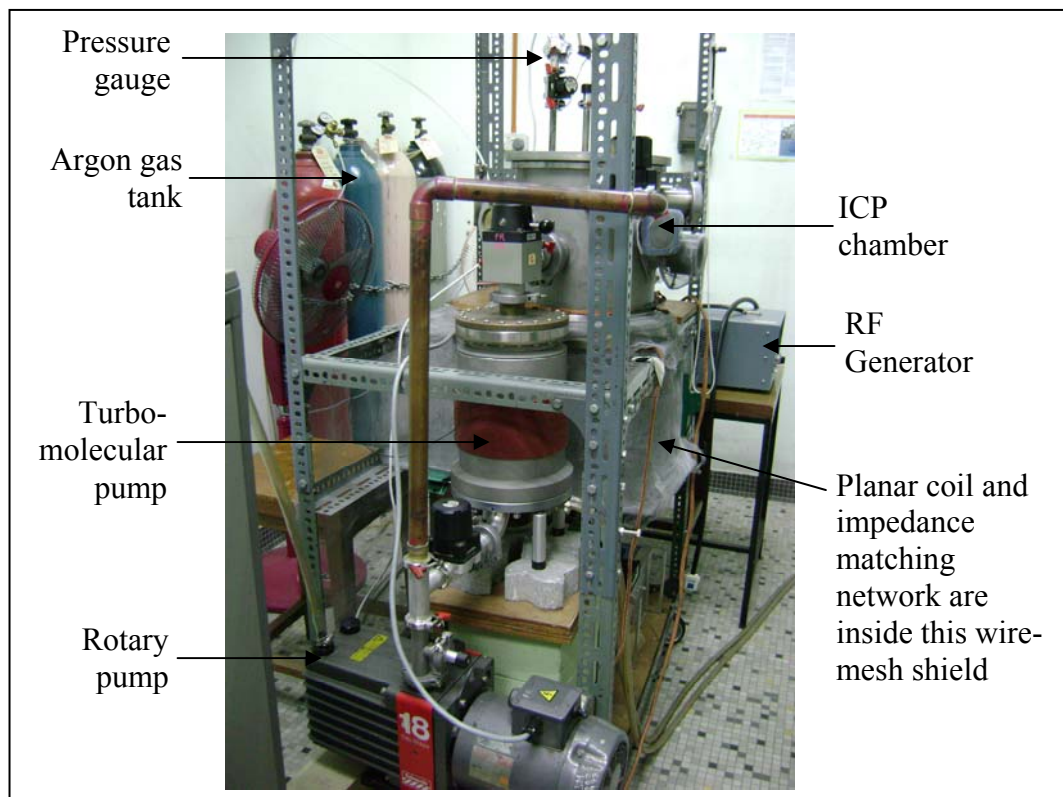 Pressure
gauge
Argon gas
tank
Turbo-
molecular
pump
Rotary
pump
ICP
chamber
RF
Generator
Planar coil and
impedance
matching
network are
inside this wire-
mesh shield
18